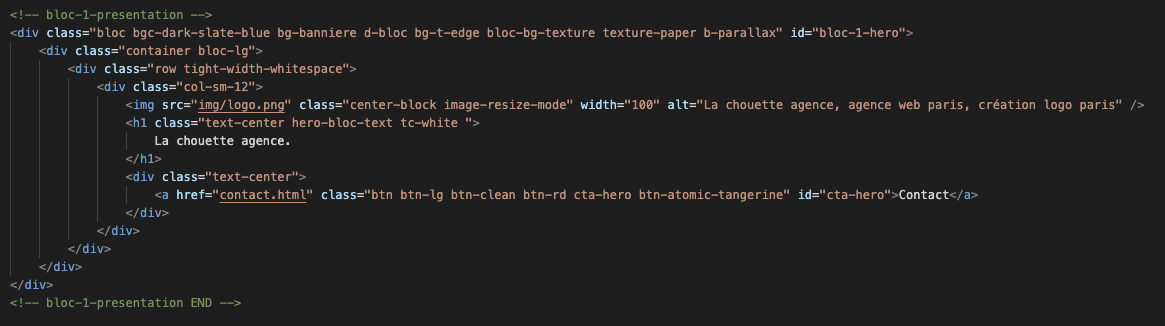 <!-- bloc-1-presentation -->
<div class="bloc bgc-dark-slate-blue bg-banniere d-bloc bg-t-edge bloc-bg-texture texture-paper b-parallax" id="bloc-1-hero">
<div class="container bloc-lg">
<div class="row tight-width-whitespace">
<div class="col-sm-12">
<img src="img/logo.png" class="center-block image-resize-mode" width="100" alt="La chouette agence, agence web paris, création logo paris" />
<h1 class="text-center hero-bloc-text tc-white ">
La chouette agence.
</h1>
<div class="text-center">
<a href="contact.html" class="btn btn-lg btn-clean btn-rd cta-hero btn-atomic-tangerine" id="cta-hero">Contact</a>
</div>
</div>
</div>
</div>
</div>
<!-- bloc-1-presentation END -->